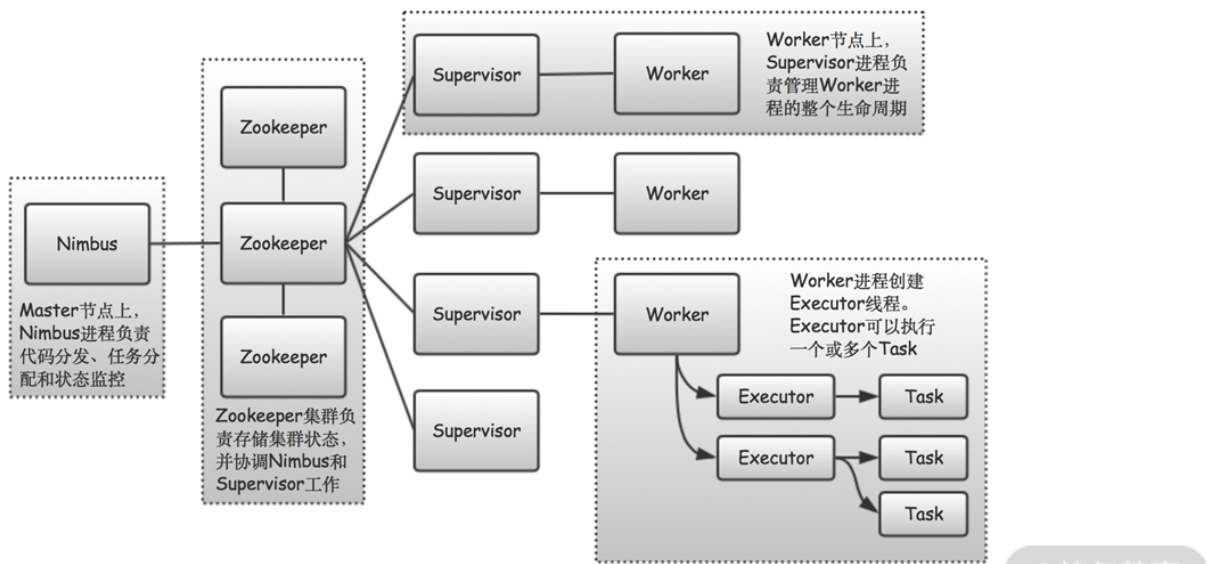 Nimbus
Master节点上，
Nimbus进程负责
代码分发、任务分
配和状态监控
Zookeeper
Zookeeper
Zookeeper
Zookeeper集群负
责存储集群状态，
并协调Nimbus和
Supervisor工作
Supervisor
Worker
Worker节点上，
Supervisor进程负
责管理Worker进
程的整个生命周期
Supervisor
Worker
Supervisor
Worker
Worker进程创建
Executor线程。
Executor可以执行
一个或多个Task
Executor
Task
Executor
Task
Task
Supervisor